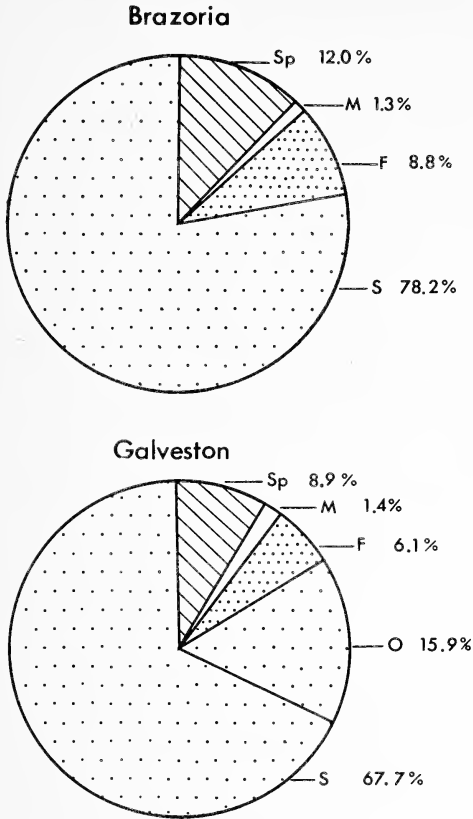 Brazoria
Sp 12.0%
M 1.3%
F 8.8%
S 78.2%
Galveston
Sp 8.9%
M 1.4%
F 6.1%
O 15.9%
S 67.7%